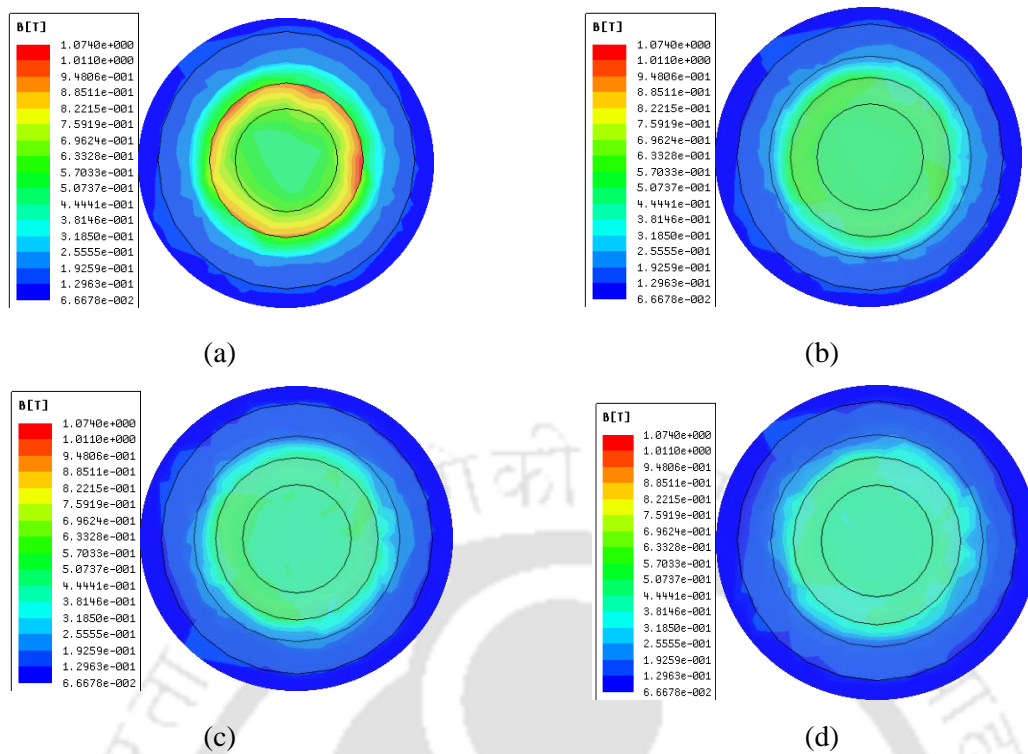 B[T]
1.0740e+000
1.0110e+000
9.4806e-001
8.8511e-001
8.2215e-001
7.5919e-001
6.9624e-001
6.3328e-001
5.7033e-001
5.0737e-001
4.4441e-001
3.8146e-001
3.1850e-001
2.5555e-001
1.9259e-001
1.2963e-001
6.6678e-002
(a)
B[T]
1.0740e+000
1.0110e+000
9.4806e-001
8.8511e-001
8.2215e-001
7.5919e-001
6.9624e-001
6.3328e-001
5.7033e-001
5.0737e-001
4.4441e-001
3.8146e-001
3.1850e-001
2.5555e-001
1.9259e-001
1.2963e-001
6.6678e-002
(b)
B[T]
1.0740e+000
1.0110e+000
9.4806e-001
8.8511e-001
8.2215e-001
7.5919e-001
6.9624e-001
6.3328e-001
5.7033e-001
5.0737e-001
4.4441e-001
3.8146e-001
3.1850e-001
2.5555e-001
1.9259e-001
1.2963e-001
6.6678e-002
(c)
B[T]
1.0740e+000
1.0110e+000
9.4806e-001
8.8511e-001
8.2215e-001
7.5919e-001
6.9624e-001
6.3328e-001
5.7033e-001
5.0737e-001
4.4441e-001
3.8146e-001
3.1850e-001
2.5555e-001
1.9259e-001
1.2963e-001
6.6678e-002
(d)